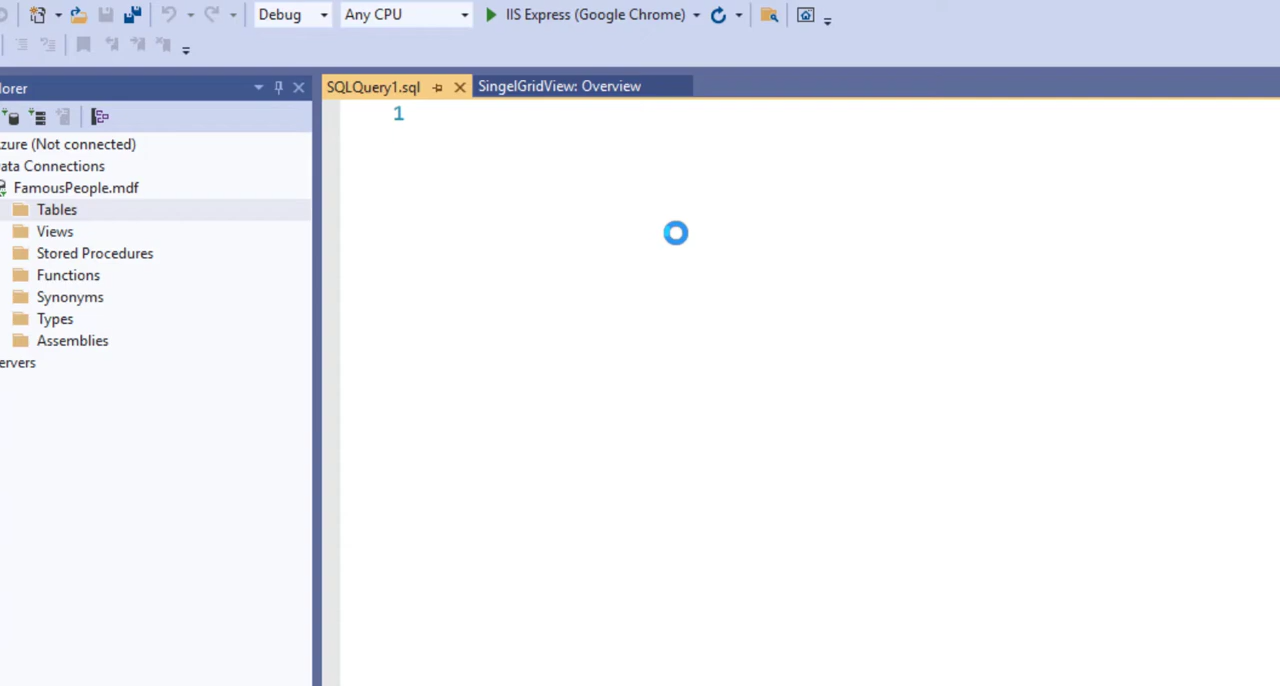 Debug
Any CPU
IIS Express (Google Chrome)
lorer
SQLQuery1.sql
SingelGridView: Overview
1
zure (Not connected)
ata Connections
FamousPeople.mdf
Tables
Views
Stored Procedures
Functions
Synonyms
Types
Assemblies
ervers